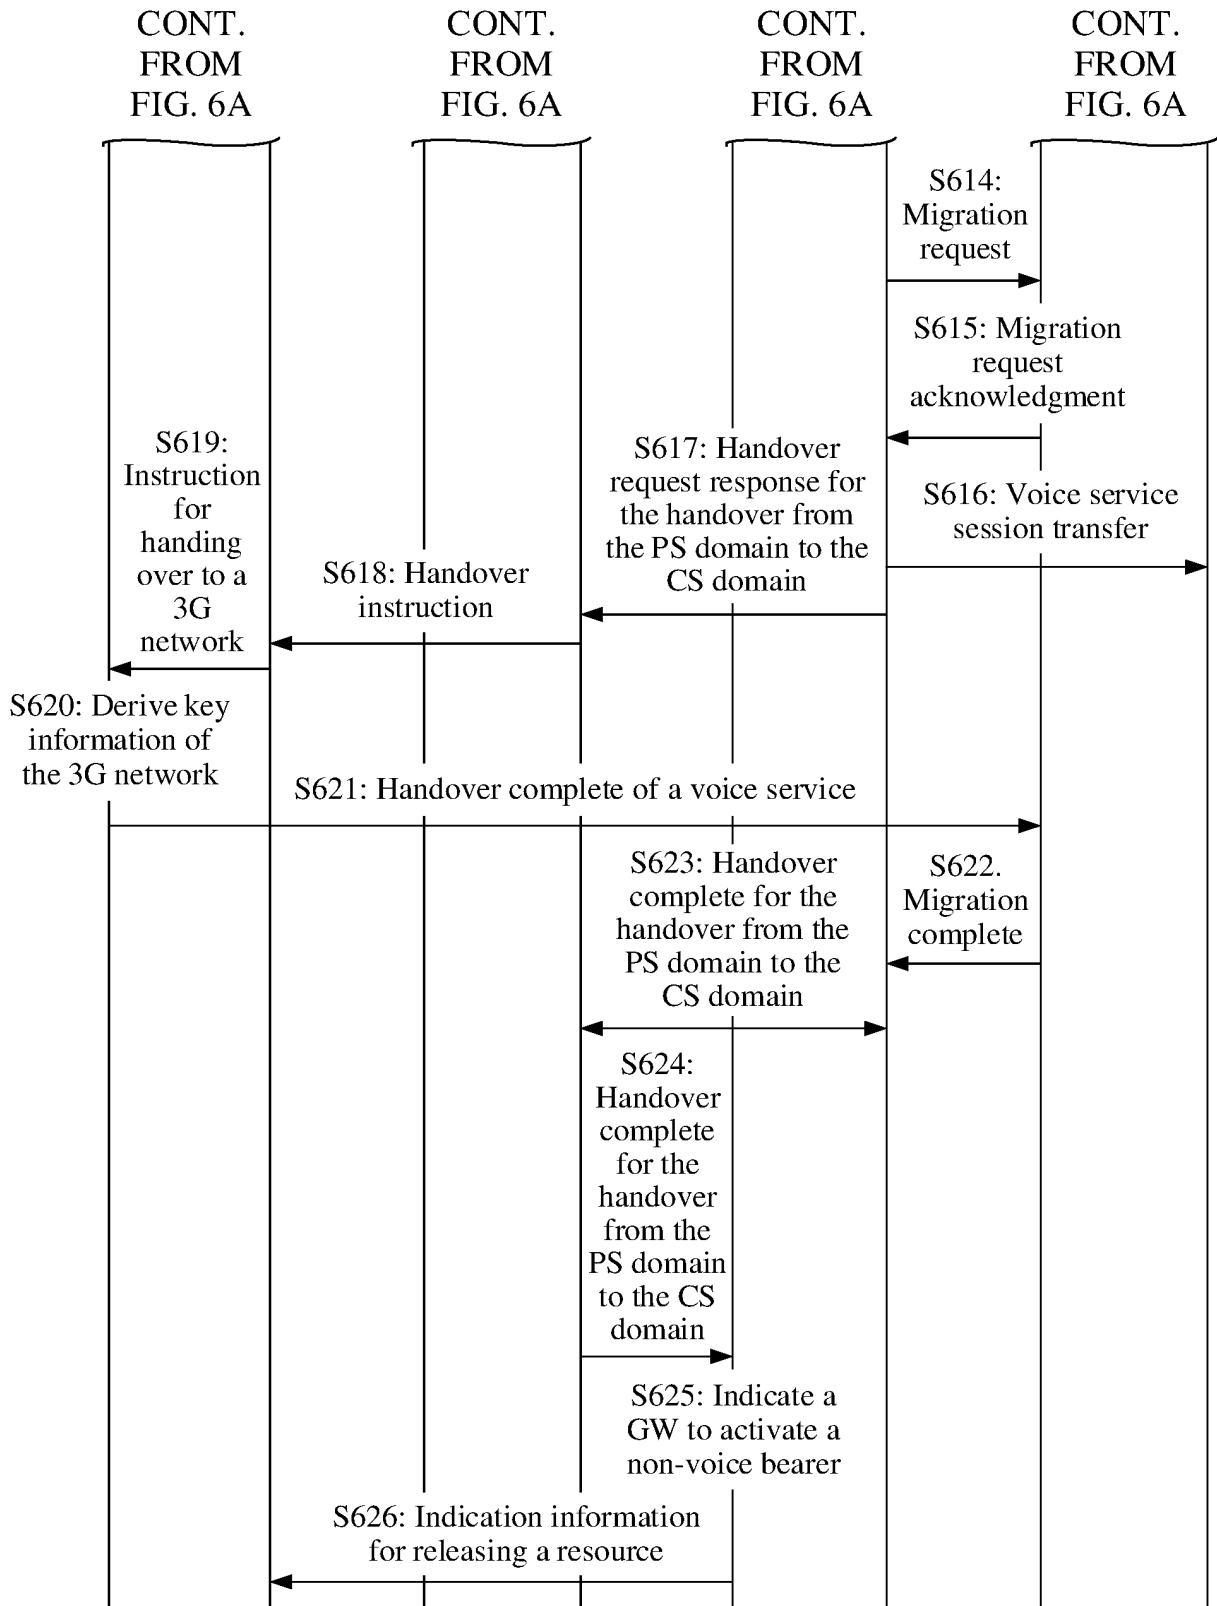 CONT.
FROM
FIG. 6A
CONT.
FROM
FIG. 6A
CONT.
FROM
FIG. 6A
CONT.
FROM
FIG. 6A
S614:
Migration
request
S615: Migration
request
acknowledgment
S619:
Instruction
for
handing
over to a
3G
network
S617: Handover
request response for
the handover from
the PS domain to the
CS domain
S616: Voice service
session transfer
S618: Handover
instruction
S620: Derive key
information of
the 3G network
S621: Handover complete of a voice service
S623: Handover
complete for the
handover from the
PS domain to the
CS domain
S622.
Migration
complete
S624:
Handover
complete
for the
handover
from the
PS domain
to the CS
domain
S625: Indicate a
GW to activate a
non-voice bearer
S626: Indication information
for releasing a resource